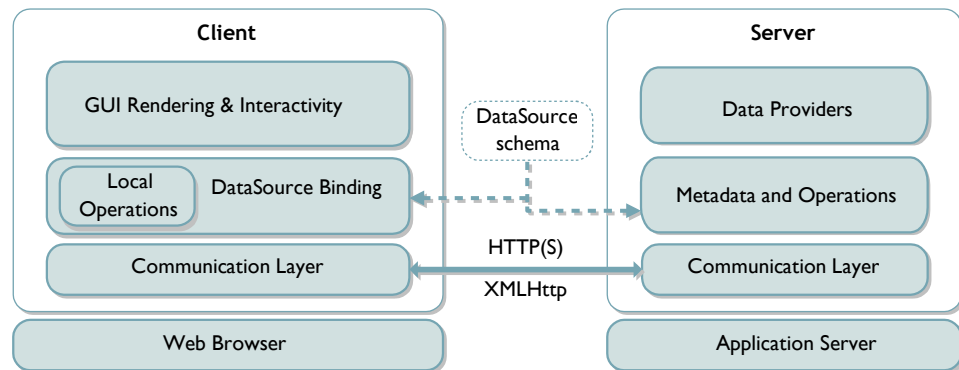 Client
GUI Rendering & Interactivity
Local
Operations
DataSource Binding
Communication Layer
Web Browser
DataSource
schema
HTTP(S)
XMLHttp
Server
Data Providers
Metadata and Operations
Communication Layer
Application Server